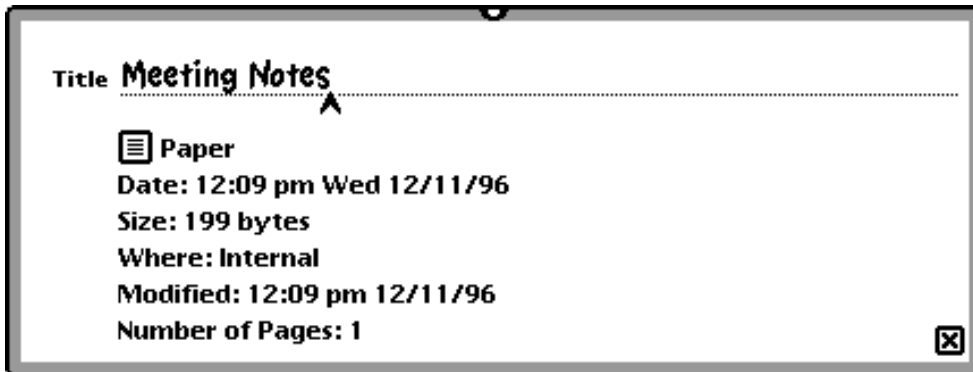 Title Meeting Notes
Paper
Date: 12:09 pm Wed 12/11/96
Size: 199 bytes
Where: Internal
Modified: 12:09 pm 12/11/96
Number of Pages: 1